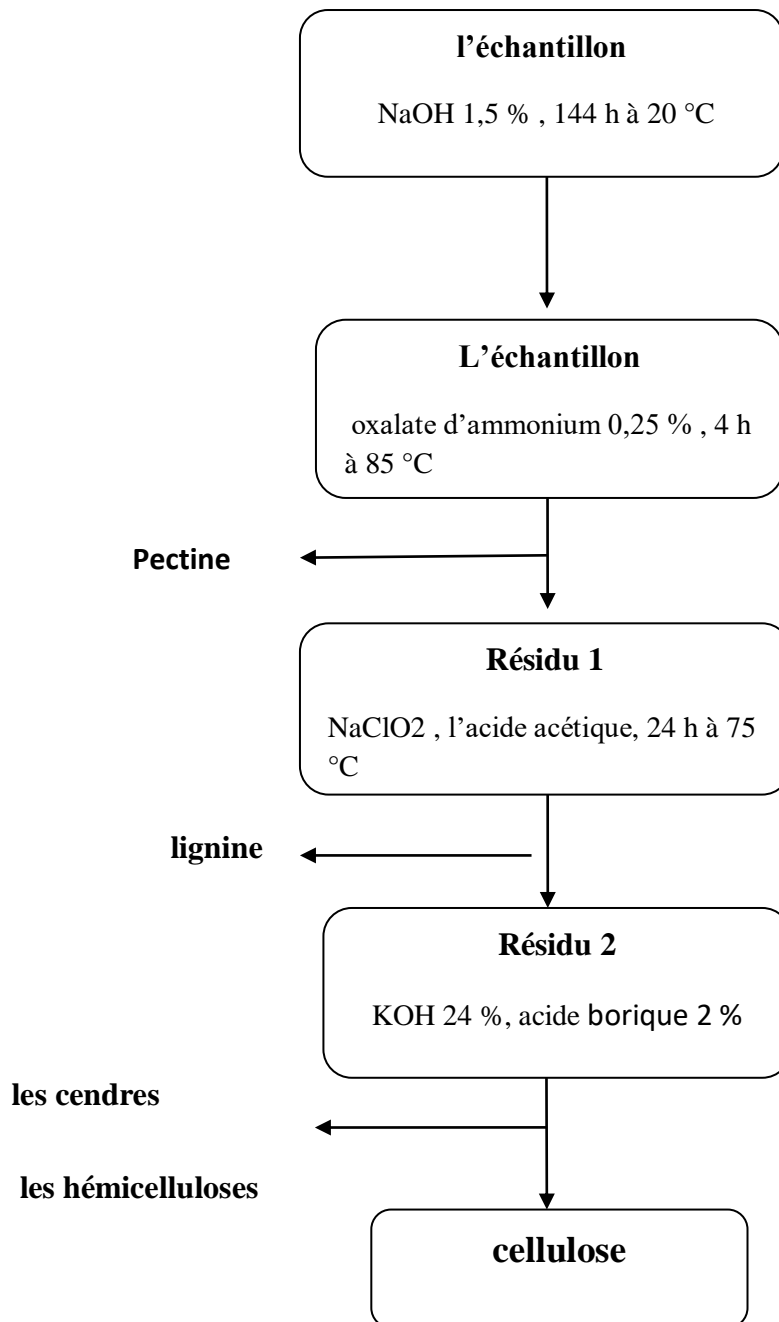 l’échantillon
NaOH 1,5 % , 144 h à 20 °C
L’échantillon
oxalate d’ammonium 0,25 % , 4 h
à 85 °C
Pectine
Résidu 1
NaClO2 , l’acide acétique, 24 h à 75
°C
lignine
Résidu 2
KOH 24 %, acide borique 2 %
les cendres
les hémicelluloses
cellulose